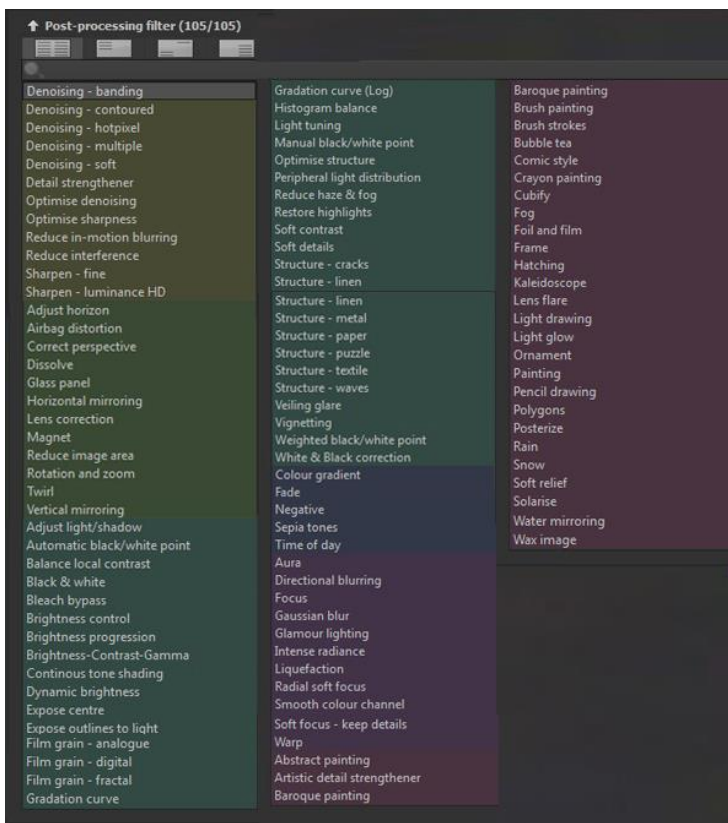 Post-processing filter (105/105)
Denoising - banding
Denoising - contoured
Denoising - hotpixel
Denoising - multiple
Denoising - soft
Detail strengthener
Optimise denoising
Optimise sharpness
Reduce in-motion blurring
Reduce interference
Sharpen - fine
Sharpen - luminance HD
Adjust horizon
Airbag distortion
Correct perspective
Dissolve
Glass panel
Horizontal mirroring
Lens correction
Magnet
Reduce image area
Rotation and zoom
Twirl
Vertical mirroring
Adjust light/shadow
Automatic black/white point
Balance local contrast
Black & white
Bleach bypass
Brightness control
Brightness progression
Brightness-Contrast-Gamma
Continous tone shading
Dynamic brightness
Expose centre
Expose outlines to light
Film grain - analogue
Film grain - digital
Film grain - fractal
Gradation curve
Gradation curve (Log)
Histogram balance
Light tuning
Manual black/white point
Optimise structure
Peripheral light distribution
Reduce haze & fog
Restore highlights
Soft contrast
Soft details
Structure - cracks
Structure - linen
Structure - linen
Structure - metal
Structure - paper
Structure - puzzle
Structure - textile
Structure - waves
Veiling glare
Vignetting
Weighted black/white point
White & Black correction
Colour gradient
Fade
Negative
Sepia tones
Time of day
Aura
Directional blurring
Focus
Gaussian blur
Glamour lighting
Intense radiance
Liquefaction
Radial soft focus
Smooth colour channel
Soft focus - keep details
Warp
Abstract painting
Artistic detail strengthener
Baroque painting
Baroque painting
Brush painting
Brush strokes
Bubble tea
Comic style
Crayon painting
Cubify
Fog
Foil and film
Frame
Hatching
Kaleidoscope
Lens flare
Light drawing
Light glow
Ornament
Painting
Pencil drawing
Polygons
Posterize
Rain
Snow
Soft relief
Solarise
Water mirroring
Wax image